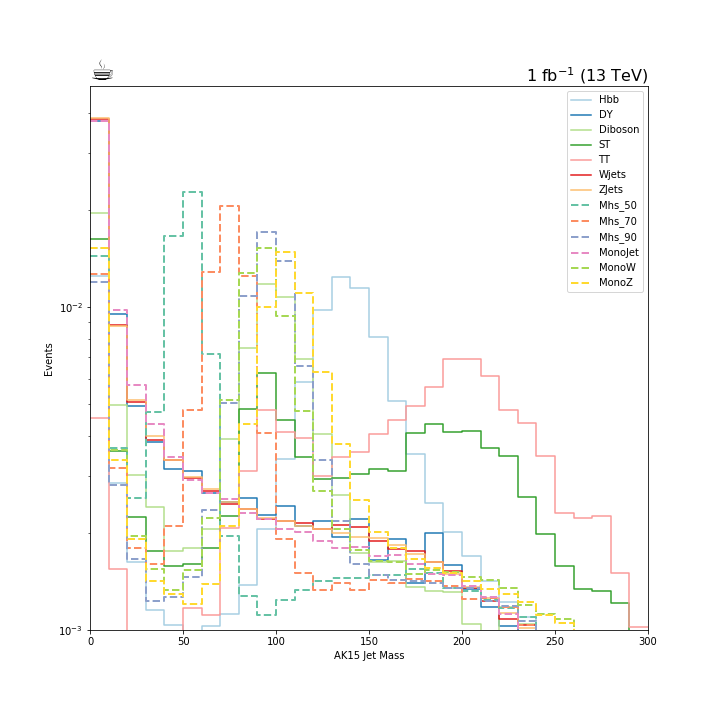 ☕ 1 fb⁻¹ (13 TeV)
Hbb
DY
Diboson
ST
TT
Wjets
ZJets
Mhs_50
Mhs_70
Mhs_90
MonoJet
MonoW
MonoZ
Events
10⁻²
10⁻³
0 50 100 150 200 250 300
AK15 Jet Mass